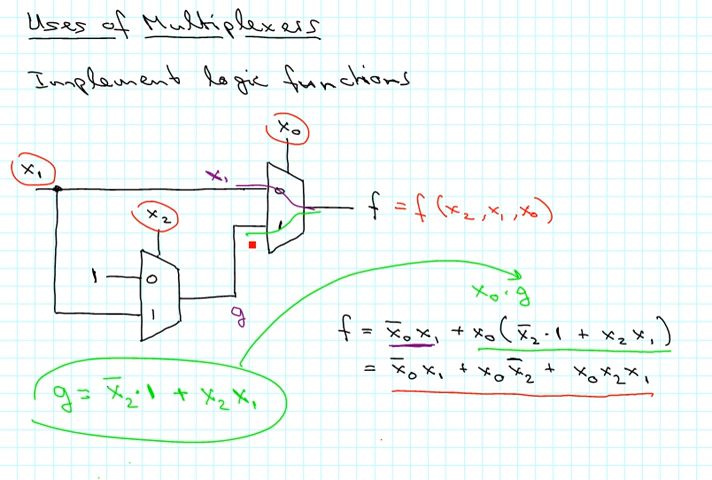 Uses of Multiplexers
Implement logic functions
x₀
x₁
x₁
0
f = f(x₂, x₁, x₀)
x₂
1
1
0
x₀·g
1
g
f = x̅₀x₁ + x₀(x̅₂·1 + x₂x₁)
= x̅₀x₁ + x₀x̅₂ + x₀x₂x₁
g = x̅₂·1 + x₂x₁